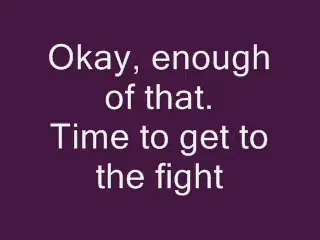 Okay, enough
of that.
Time to get to
the fight